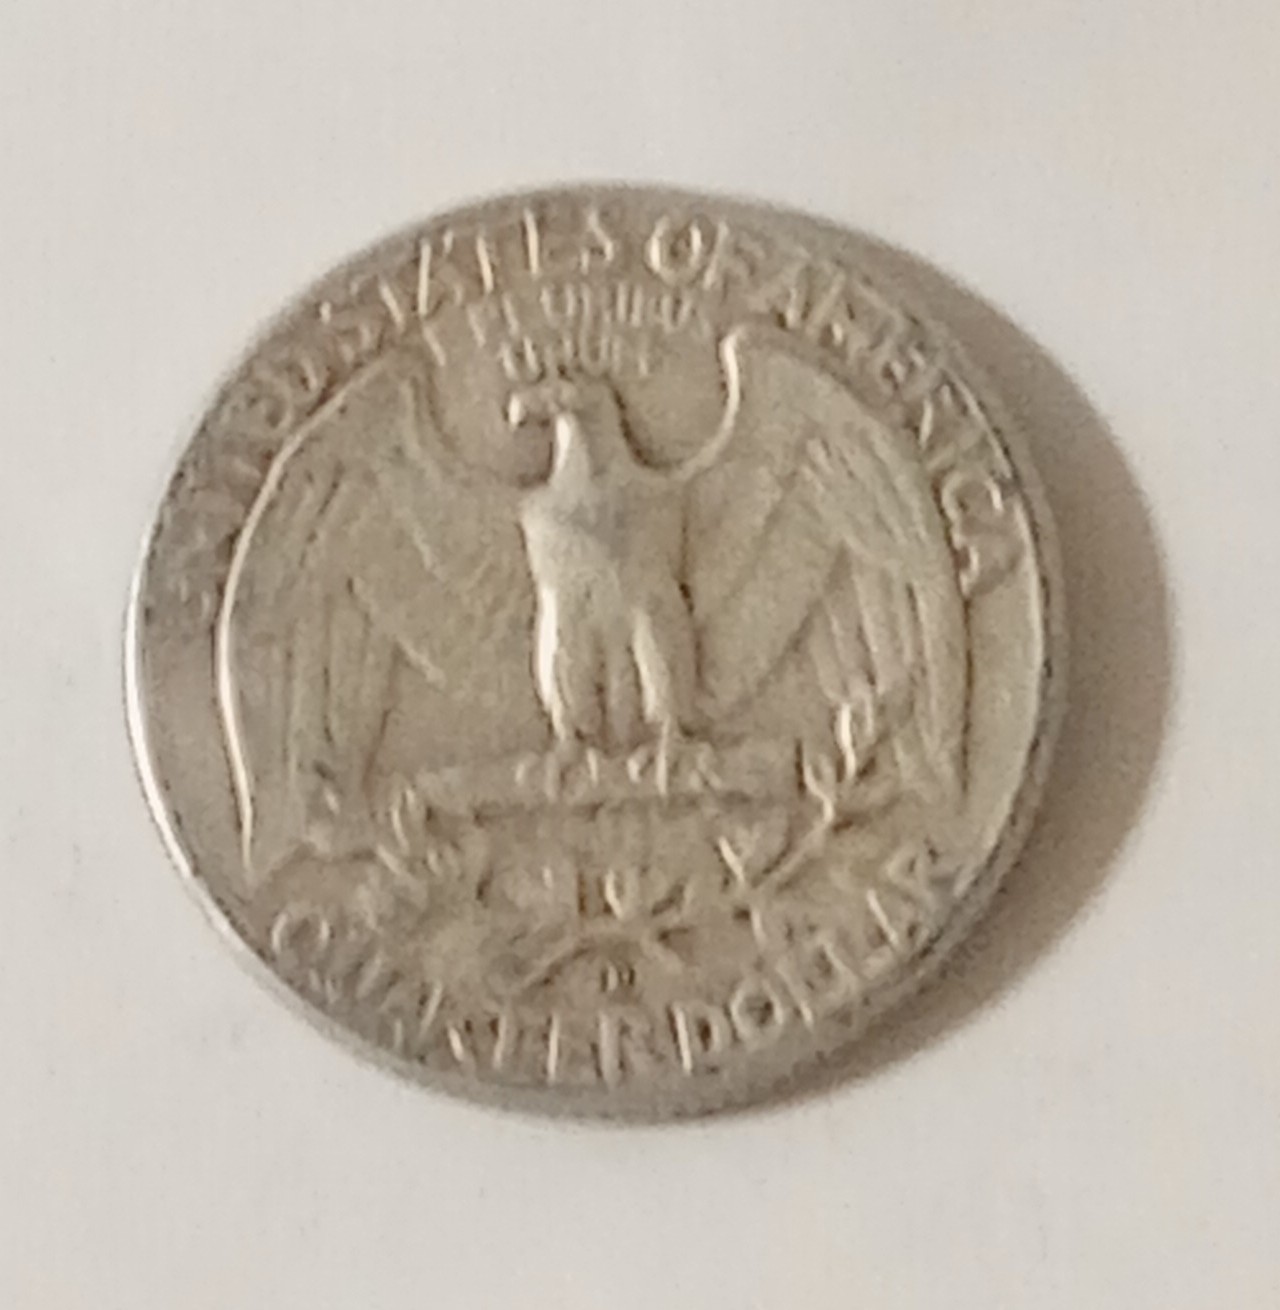 UNITED STATES OF AMERICA
E PLURIBUS
UNUM
D
QUARTER DOLLAR